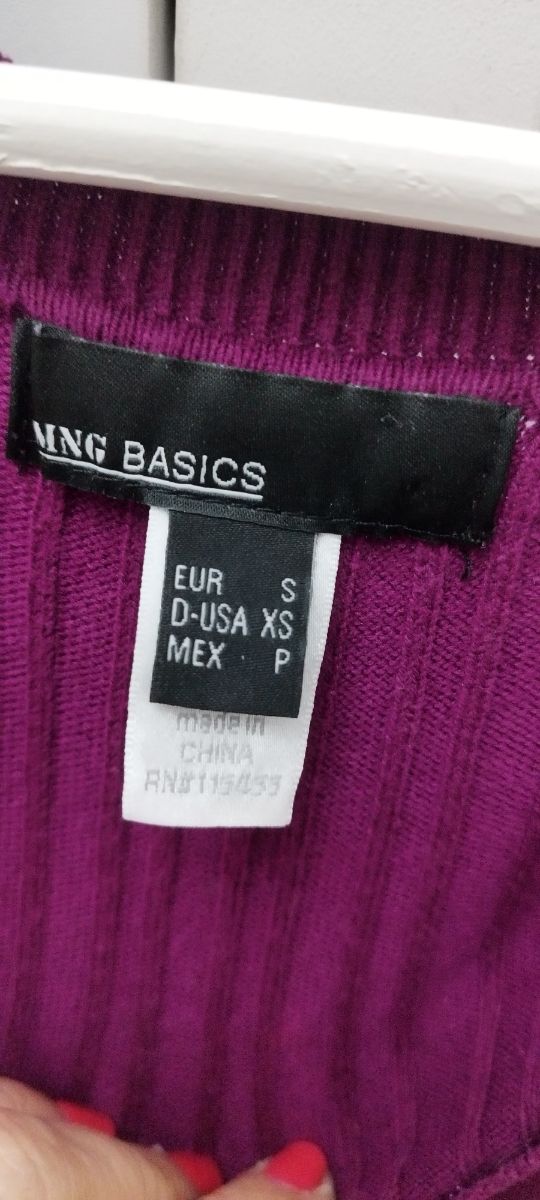 MNG BASICS
EUR S
D-USA XS
MEX P
made in
CHINA